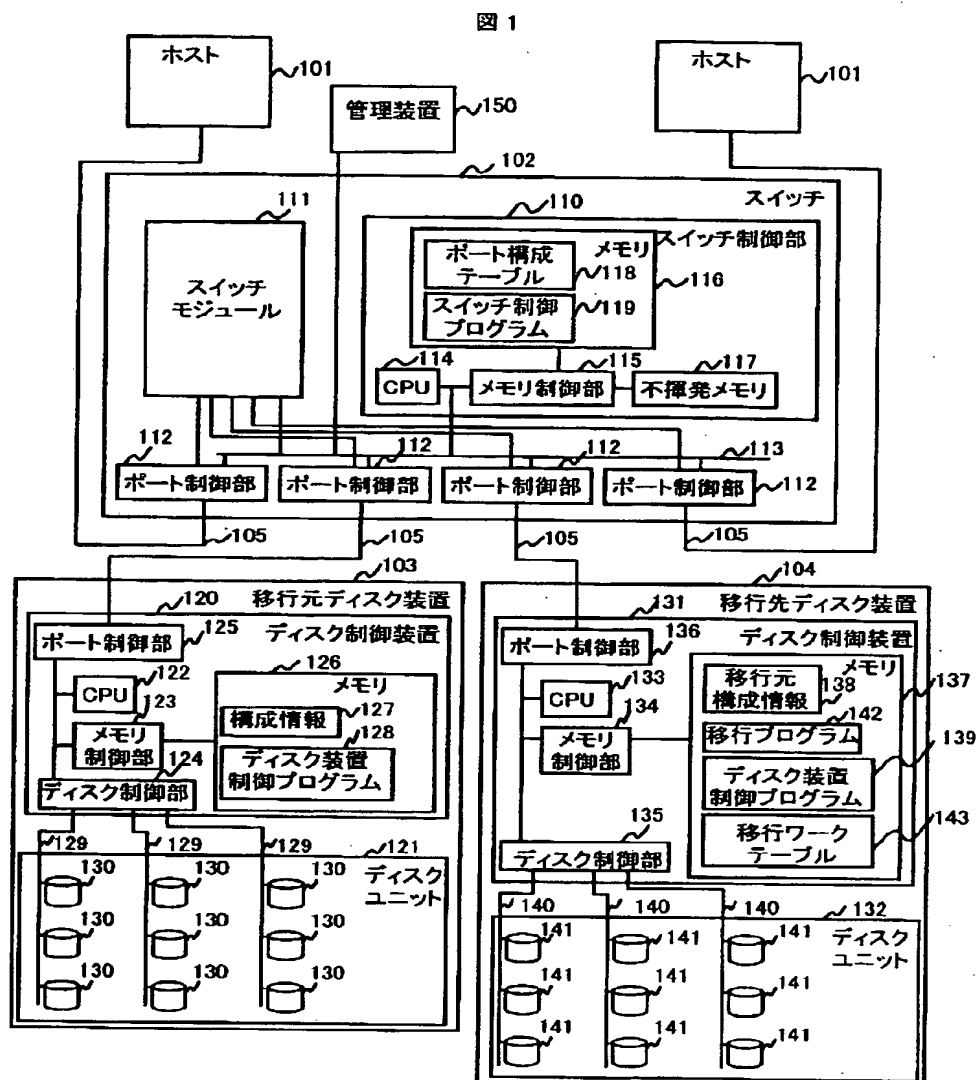 図1
ホスト
101
ホスト
101
管理装置
150
102
スイッチ
111
スイッチ
モジュール
110
スイッチ制御部
メモリ
116
ポート構成
テーブル
118
スイッチ制御
プログラム
119
114
CPU
115
メモリ制御部
117
不揮発メモリ
113
112
ポート制御部
112
ポート制御部
112
ポート制御部
ポート制御部
112
105
105
105
105
103
移行元ディスク装置
120
ディスク制御装置
ポート制御部
125
122
CPU
123
メモリ
制御部
124
ディスク制御部
126
メモリ
構成情報
127
128
ディスク装置
制御プログラム
129
129
129
121
ディスク
ユニット
130
130
130
130
130
130
130
130
130
104
移行先ディスク装置
131
ディスク制御装置
ポート制御部
136
133
CPU
134
メモリ
制御部
メモリ
137
移行元
構成情報
138
142
移行プログラム
ディスク装置
制御プログラム
139
移行ワーク
テーブル
143
135
ディスク制御部
140
140
140
132
ディスク
ユニット
141
141
141
141
141
141
141
141
141